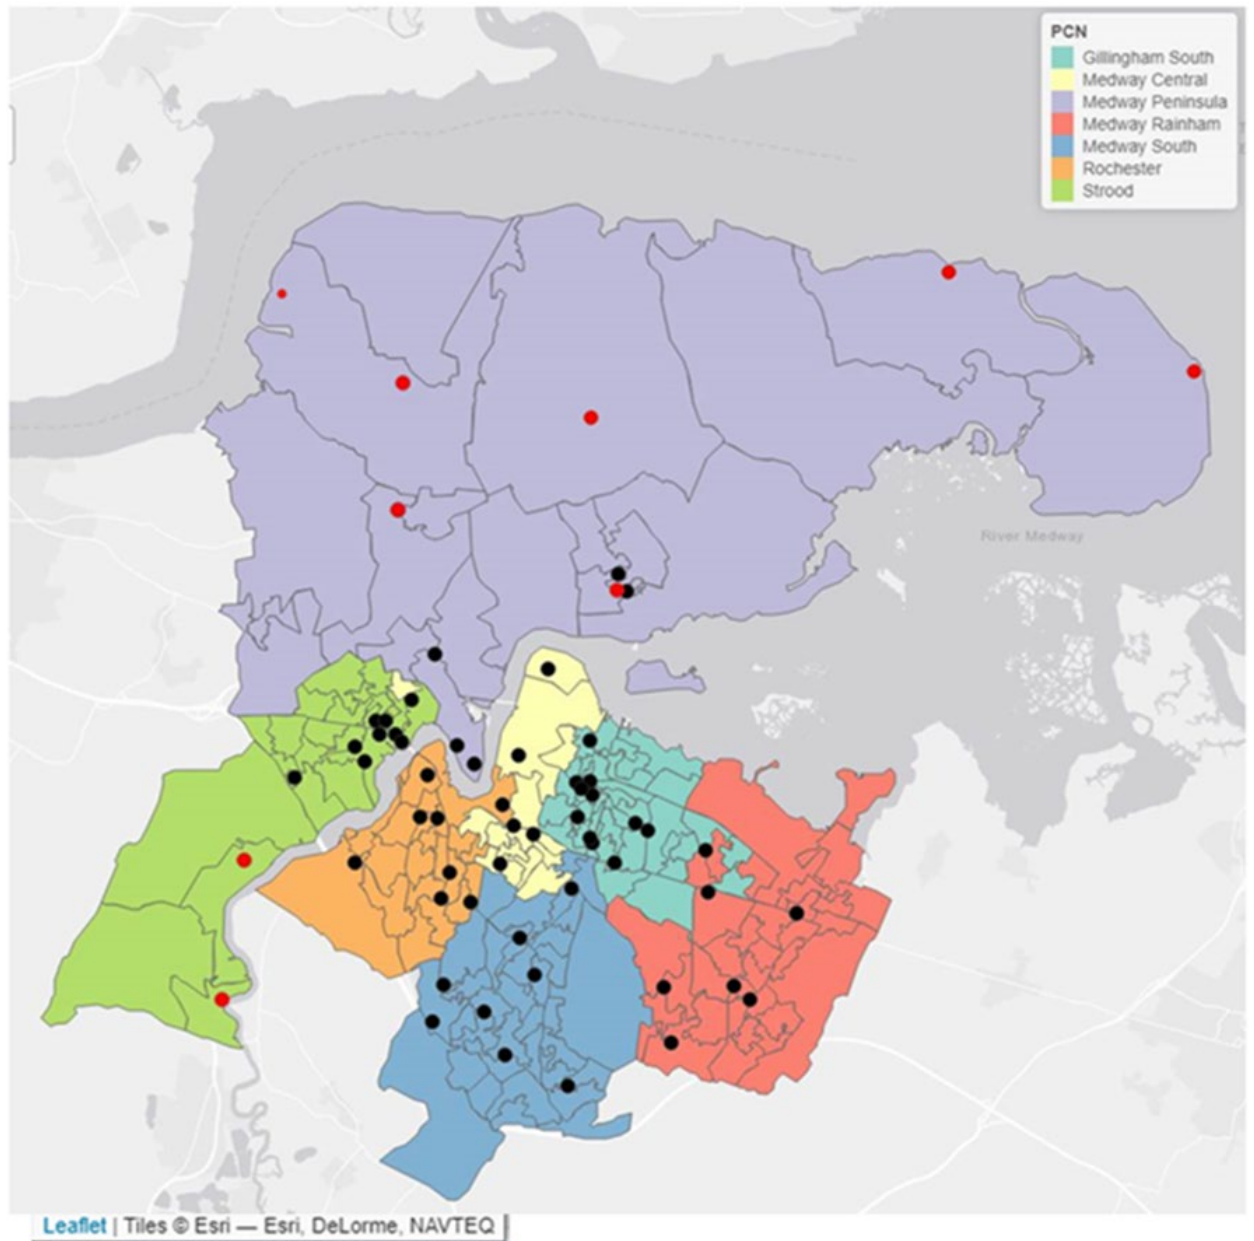 PCN
Gillingham South
Medway Central
Medway Peninsula
Medway Rainham
Medway South
Rochester
Strood
River Medway
Leaflet | Tiles © Esri — Esri, DeLorme, NAVTEQ